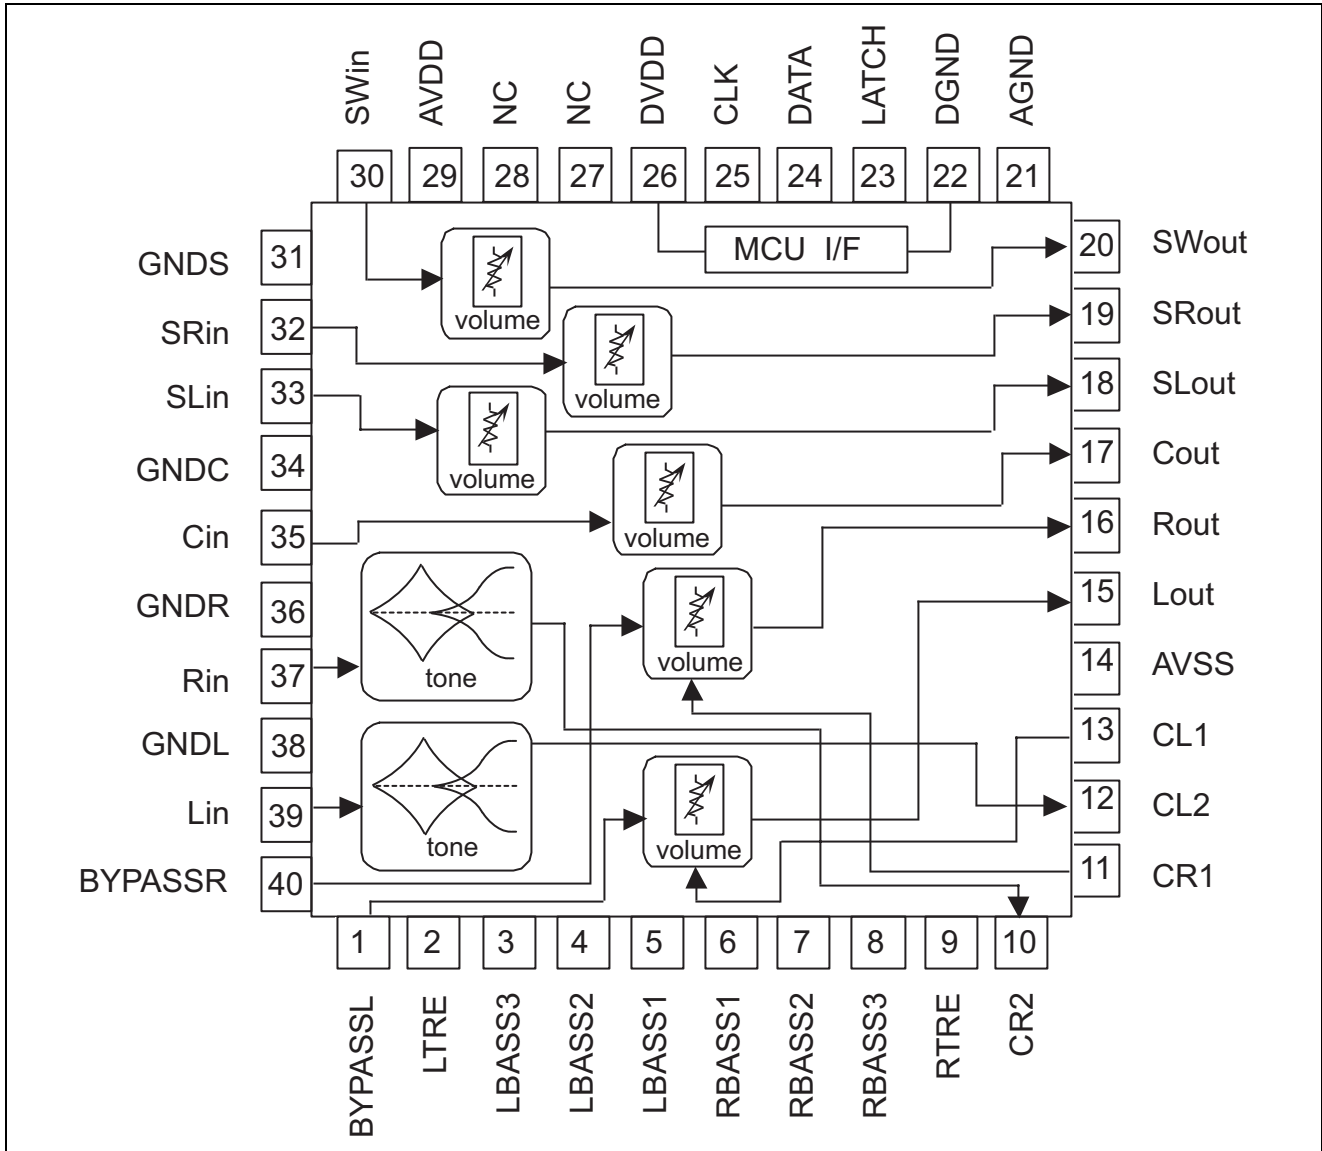 SWin AVDD NC NC DVDD CLK DATA LATCH DGND AGND
30 29 28 27 26 25 24 23 22 21
GNDS 31
SRin 32
SLin 33
GNDC 34
Cin 35
GNDR 36
Rin 37
GNDL 38
Lin 39
BYPASSR 40
MCU I/F
volume
volume
volume
volume
tone
volume
tone
volume
20 SWout
19 SRout
18 SLout
17 Cout
16 Rout
15 Lout
14 AVSS
13 CL1
12 CL2
11 CR1
1 2 3 4 5 6 7 8 9 10
BYPASSL LTRE LBASS3 LBASS2 LBASS1 RBASS1 RBASS2 RBASS3 RTRE CR2